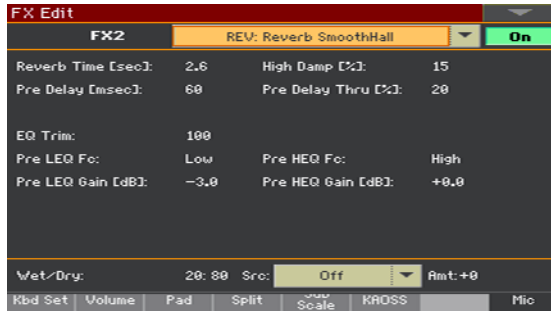 FX Edit
FX2 REV: Reverb SmoothHall On
Reverb Time [sec]: 2.6 High Damp [%]: 15
Pre Delay [msec]: 60 Pre Delay Thru [%]: 20
EQ Trim: 100
Pre LEQ Fc: Low Pre HEQ Fc: High
Pre LEQ Gain [dB]: -3.0 Pre HEQ Gain [dB]: +0.0
Wet/Dry: 20:80 Src: Off Amt:+0
Kbd Set Volume Pad Split Sub Scale KAOSS Mic